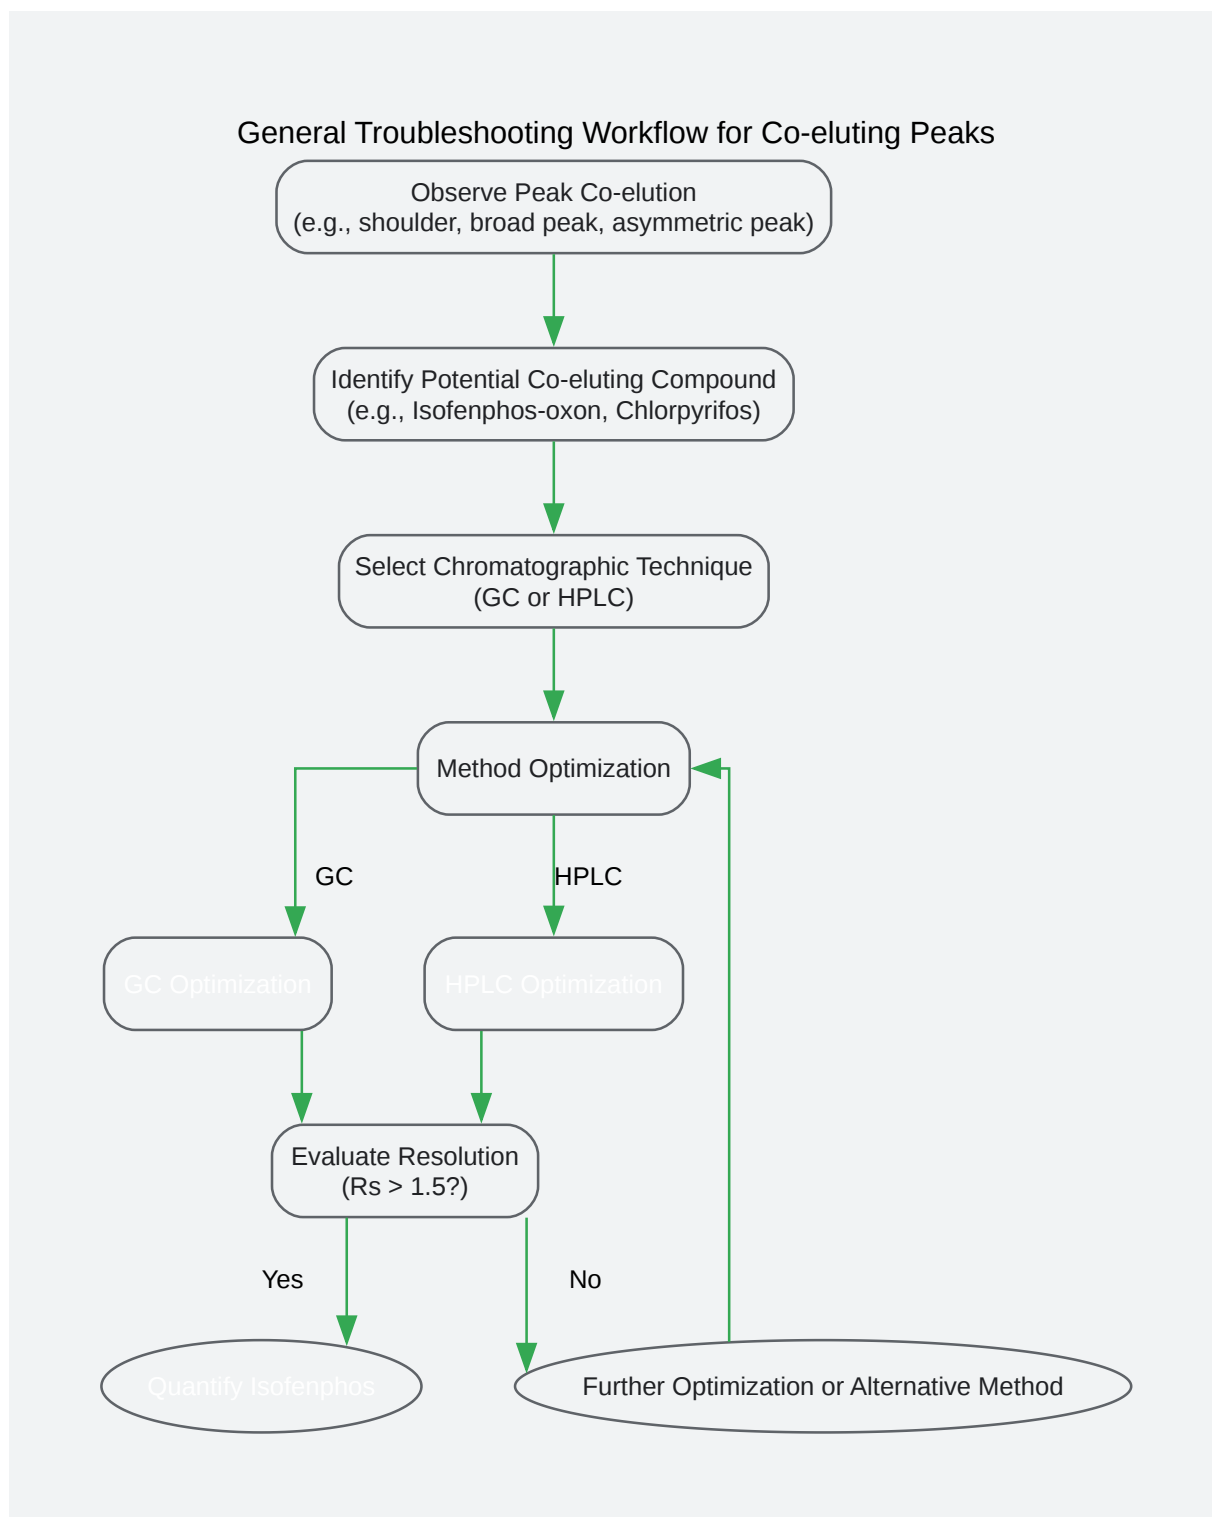 General Troubleshooting Workflow for Co-eluting Peaks
Observe Peak Co-elution
(e.g., shoulder, broad peak, asymmetric peak)
Identify Potential Co-eluting Compound
(e.g., Isofenphos-oxon, Chlorpyrifos)
Select Chromatographic Technique
(GC or HPLC)
Method Optimization
GC
HPLC
GC Optimization
HPLC Optimization
Evaluate Resolution
(Rs > 1.5?)
Yes
No
Quantify Isofenphos
Further Optimization or Alternative Method